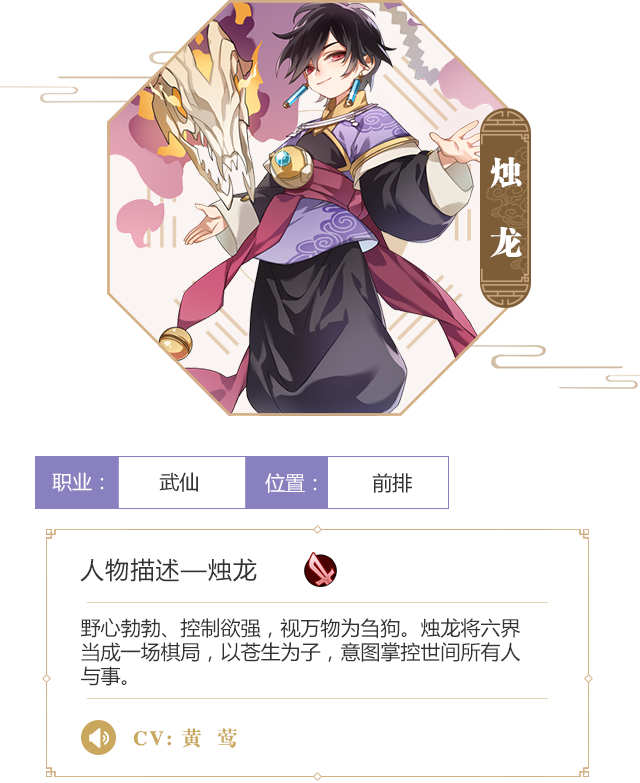 烛龙
职业：
武仙
位置：
前排
人物描述—烛龙
野心勃勃、控制欲强，视万物为刍狗。烛龙将六界
当成一场棋局，以苍生为子，意图掌控世间所有人
与事。
CV: 黄 莺